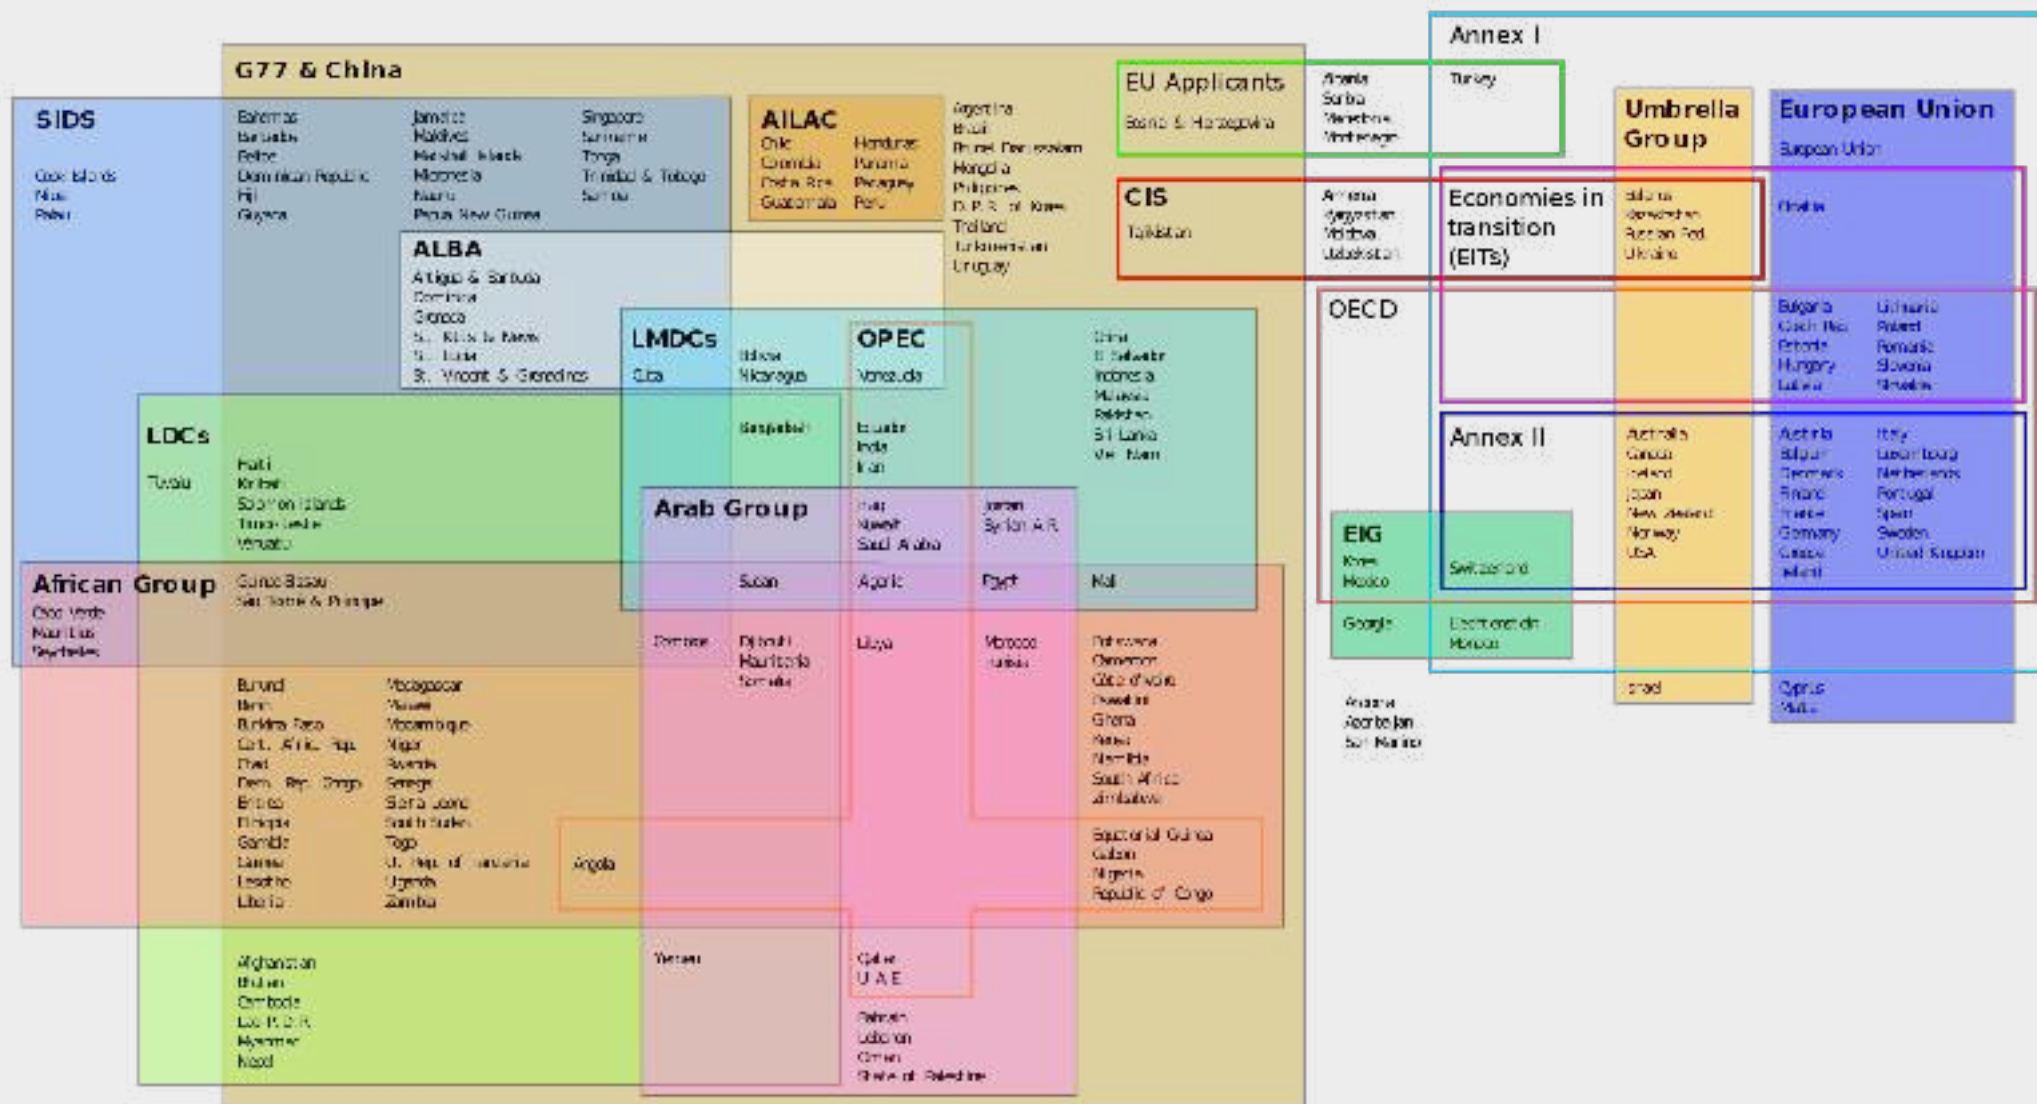 G77 & China
SIDS
Cook Islands
Niue
Palau
Bahamas
Barbados
Belize
Dominican Republic
Fiji
Guyana
Jamaica
Maldives
Marshall Islands
Micronesia
Nauru
Papua New Guinea
Singapore
Suriname
Tonga
Trinidad & Tobago
Samoa
AILAC
Chile
Colombia
Costa Rica
Guatemala
Honduras
Panama
Paraguay
Peru
Argentina
Brazil
Brunei Darussalam
Mongolia
Philippines
D. P. R. of Korea
Thailand
Turkmenistan
Uruguay
ALBA
Antigua & Barbuda
Dominica
Grenada
St. Kitts & Nevis
St. Lucia
St. Vincent & Grenadines
LMDCs
Cuba
Bolivia
Nicaragua
OPEC
Venezuela
Bangladesh
Ecuador
India
Iran
China
El Salvador
Indonesia
Malaysia
Pakistan
Sri Lanka
Viet Nam
LDCs
Tuvalu
Haiti
Kiribati
Solomon Islands
Timor-Leste
Vanuatu
Arab Group
Iraq
Kuwait
Saudi Arabia
Jordan
Syrian A.R.
African Group
Cabo Verde
Mauritius
Seychelles
Guinea-Bissau
São Tomé & Principe
Sudan
Algeria
Egypt
Mali
Comoros
Djibouti
Mauritania
Somalia
Libya
Morocco
Tunisia
Botswana
Cameroon
Côte d'Ivoire
Eswatini
Ghana
Kenya
Namibia
South Africa
Zimbabwe
Burundi
Benin
Burkina Faso
Cent. Afric. Rep.
Chad
Dem. Rep. Congo
Eritrea
Ethiopia
Gambia
Guinea
Lesotho
Liberia
Madagascar
Malawi
Mozambique
Niger
Rwanda
Senegal
Sierra Leone
South Sudan
Togo
U. Rep. of Tanzania
Uganda
Zambia
Angola
Equatorial Guinea
Gabon
Nigeria
Republic of Congo
Afghanistan
Bhutan
Cambodia
Lao P.D.R.
Myanmar
Nepal
Yemen
Qatar
U.A.E.
Bahrain
Lebanon
Oman
State of Palestine
EU Applicants
Bosnia & Herzegovina
Albania
Serbia
Macedonia
Montenegro
Annex I
Turkey
CIS
Tajikistan
Armenia
Kyrgyzstan
Moldova
Uzbekistan
Economies in
transition
(EITs)
Umbrella
Group
Belarus
Kazakhstan
Russian Fed.
Ukraine
European Union
European Union
Croatia
OECD
Bulgaria
Czech Rep.
Estonia
Hungary
Latvia
Lithuania
Poland
Romania
Slovenia
Slovakia
Annex II
Australia
Canada
Iceland
Japan
New Zealand
Norway
USA
Austria
Belgium
Denmark
Finland
France
Germany
Greece
Ireland
Italy
Luxembourg
Netherlands
Portugal
Spain
Sweden
United Kingdom
EIG
Korea
Mexico
Switzerland
Georgia
Liechtenstein
Monaco
Andorra
Azerbaijan
San Marino
Israel
Cyprus
Malta